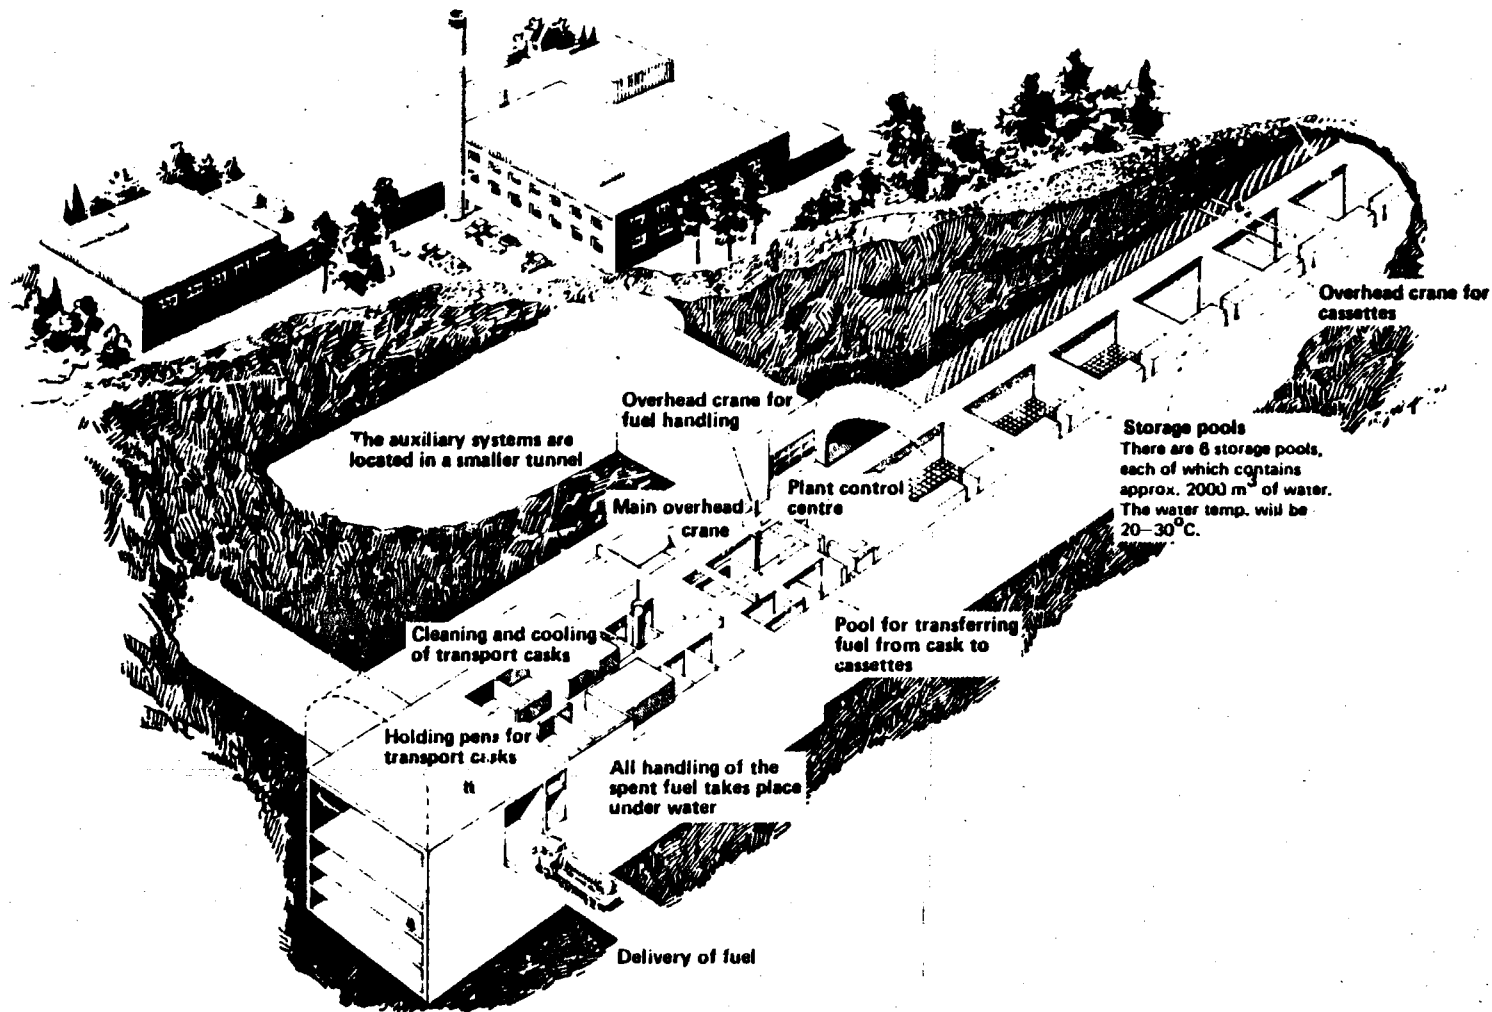 Overhead crane for
cassettes
Overhead crane for
fuel handling
The auxiliary systems are
located in a smaller tunnel
Storage pools
There are 6 storage pools,
each of which contains
approx. 2000 m³ of water.
The water temp. will be
20–30°C.
Plant control
centre
Main overhead
crane
Cleaning and cooling
of transport casks
Pool for transferring
fuel from cask to
cassettes
Holding pens for
transport casks
All handling of the
spent fuel takes place
under water
Delivery of fuel